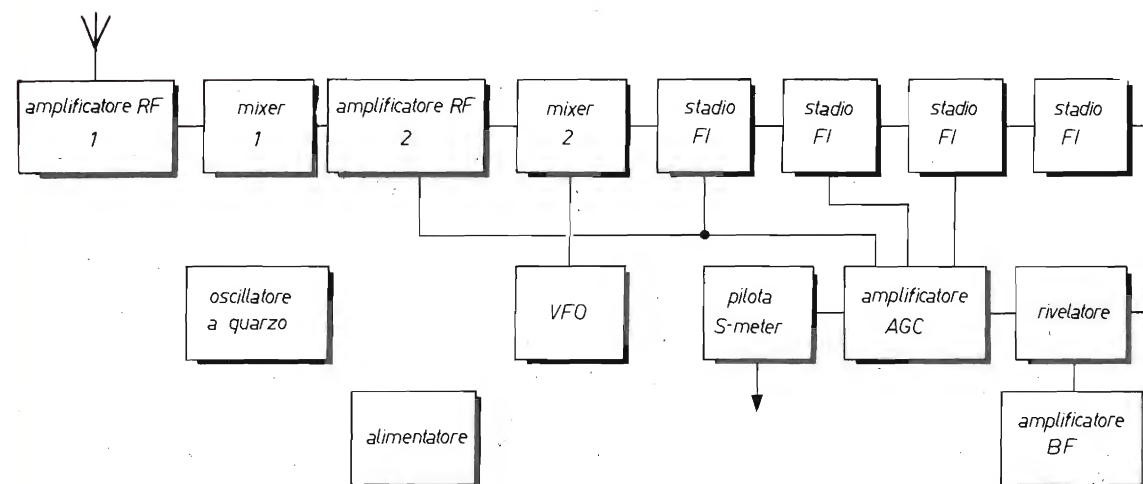 amplificatore RF
1
mixer
1
amplificatore RF
2
mixer
2
stadio
FI
stadio
FI
stadio
FI
stadio
FI
oscillatore
a quarzo
VFO
pilota
S-meter
amplificatore
AGC
rivelatore
alimentatore
amplificatore
BF